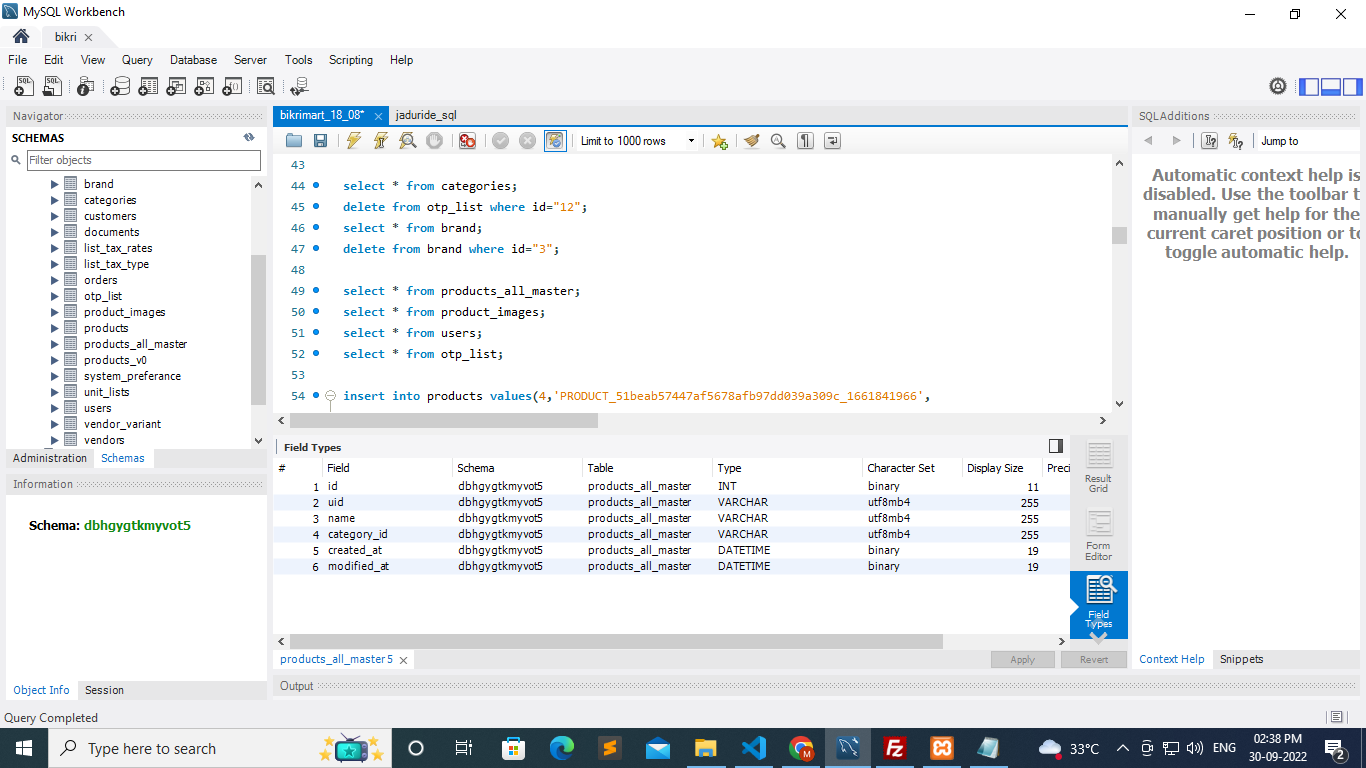 MySQL Workbench
bikri
File Edit View Query Database Server Tools Scripting Help
Navigator
SCHEMAS
Filter objects
brand
categories
customers
documents
list_tax_rates
list_tax_type
orders
otp_list
product_images
products
products_all_master
products_v0
system_preferance
unit_lists
users
vendor_variant
vendors
Administration Schemas
Information
Schema: dbhgygtkmyvot5
Object Info Session
Query Completed
bikrimart_18_08* jaduride_sql
Limit to 1000 rows
43
44 select * from categories;
45 delete from otp_list where id="12";
46 select * from brand;
47 delete from brand where id="3";
48
49 select * from products_all_master;
50 select * from product_images;
51 select * from users;
52 select * from otp_list;
53
54 insert into products values(4,'PRODUCT_51beab57447af5678afb97dd039a309c_1661841966',
Field Types
# Field Schema Table Type Character Set Display Size Preci
1 id dbhgygtkmyvot5 products_all_master INT binary 11
2 uid dbhgygtkmyvot5 products_all_master VARCHAR utf8mb4 255
3 name dbhgygtkmyvot5 products_all_master VARCHAR utf8mb4 255
4 category_id dbhgygtkmyvot5 products_all_master VARCHAR utf8mb4 255
5 created_at dbhgygtkmyvot5 products_all_master DATETIME binary 19
6 modified_at dbhgygtkmyvot5 products_all_master DATETIME binary 19
Result
Grid
Form
Editor
Field
Types
products_all_master 5
Apply Revert
Output
SQLAdditions
Jump to
Automatic context help is
disabled. Use the toolbar t
manually get help for the
current caret position or to
toggle automatic help.
Context Help Snippets
Type here to search
33°C
ENG
02:38 PM
30-09-2022
2